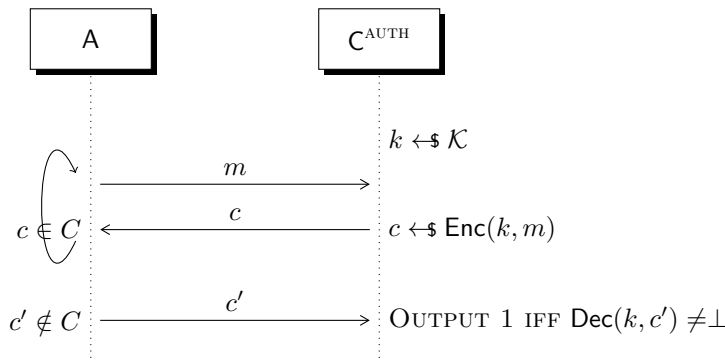 A C^AUTH
k ←$ 𝒦
m
c
c ∈ C c ←$ Enc(k, m)
c′
c′ ∉ C OUTPUT 1 IFF Dec(k, c′) ≠⊥